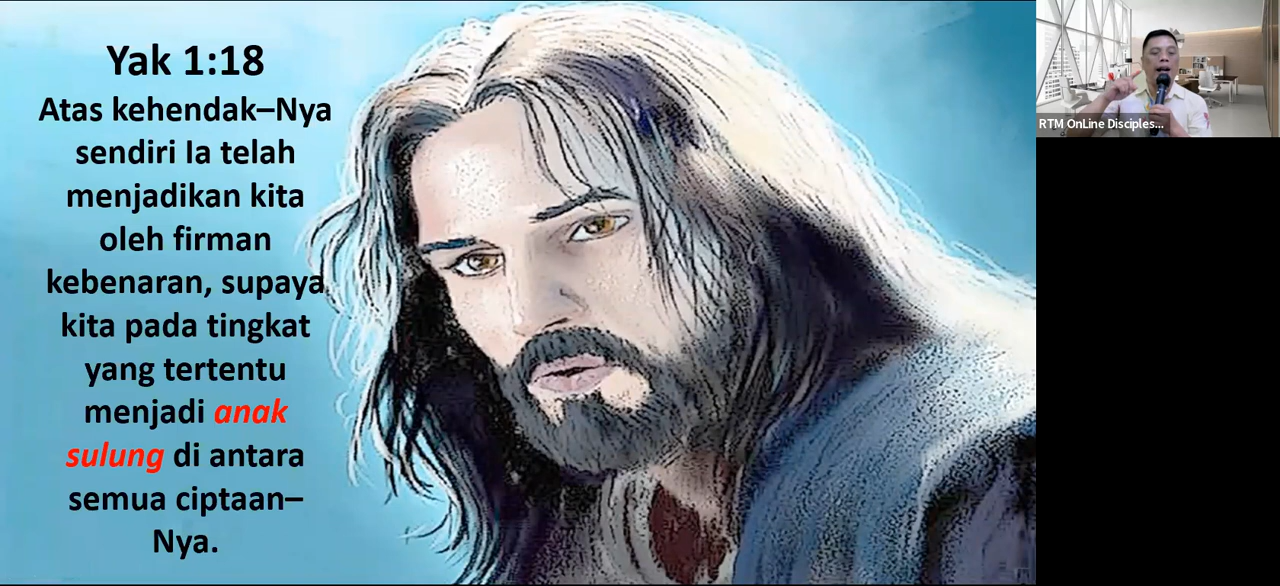 Yak 1:18
Atas kehendak–Nya
sendiri Ia telah
menjadikan kita
oleh firman
kebenaran, supaya
kita pada tingkat
yang tertentu
menjadi anak
sulung di antara
semua ciptaan–
Nya.
RTM OnLine Disciples...